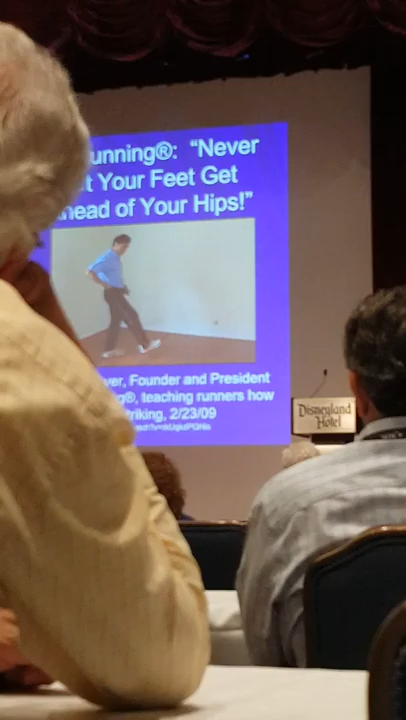 unning®: “Never
t Your Feet Get
head of Your Hips!”
ver, Founder and President
g®, teaching runners how
riking, 2/23/09
Disneyland
Hotel